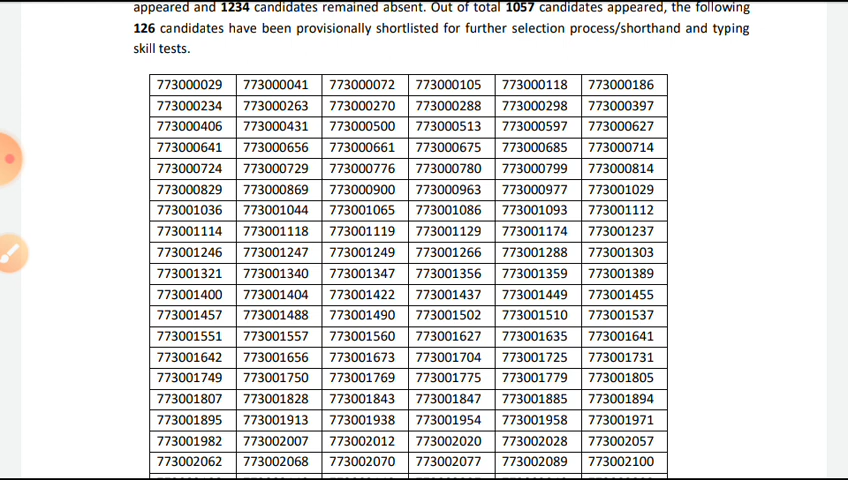 appeared and 1234 candidates remained absent. Out of total 1057 candidates appeared, the following
126 candidates have been provisionally shortlisted for further selection process/shorthand and typing
skill tests.
773000029 773000041 773000072 773000105 773000118 773000186
773000234 773000263 773000270 773000288 773000298 773000397
773000406 773000431 773000500 773000513 773000597 773000627
773000641 773000656 773000661 773000675 773000685 773000714
773000724 773000729 773000776 773000780 773000799 773000814
773000829 773000869 773000900 773000963 773000977 773001029
773001036 773001044 773001065 773001086 773001093 773001112
773001114 773001118 773001119 773001129 773001174 773001237
773001246 773001247 773001249 773001266 773001288 773001303
773001321 773001340 773001347 773001356 773001359 773001389
773001400 773001404 773001422 773001437 773001449 773001455
773001457 773001488 773001490 773001502 773001510 773001537
773001551 773001557 773001560 773001627 773001635 773001641
773001642 773001656 773001673 773001704 773001725 773001731
773001749 773001750 773001769 773001775 773001779 773001805
773001807 773001828 773001843 773001847 773001885 773001894
773001895 773001913 773001938 773001954 773001958 773001971
773001982 773002007 773002012 773002020 773002028 773002057
773002062 773002068 773002070 773002077 773002089 773002100